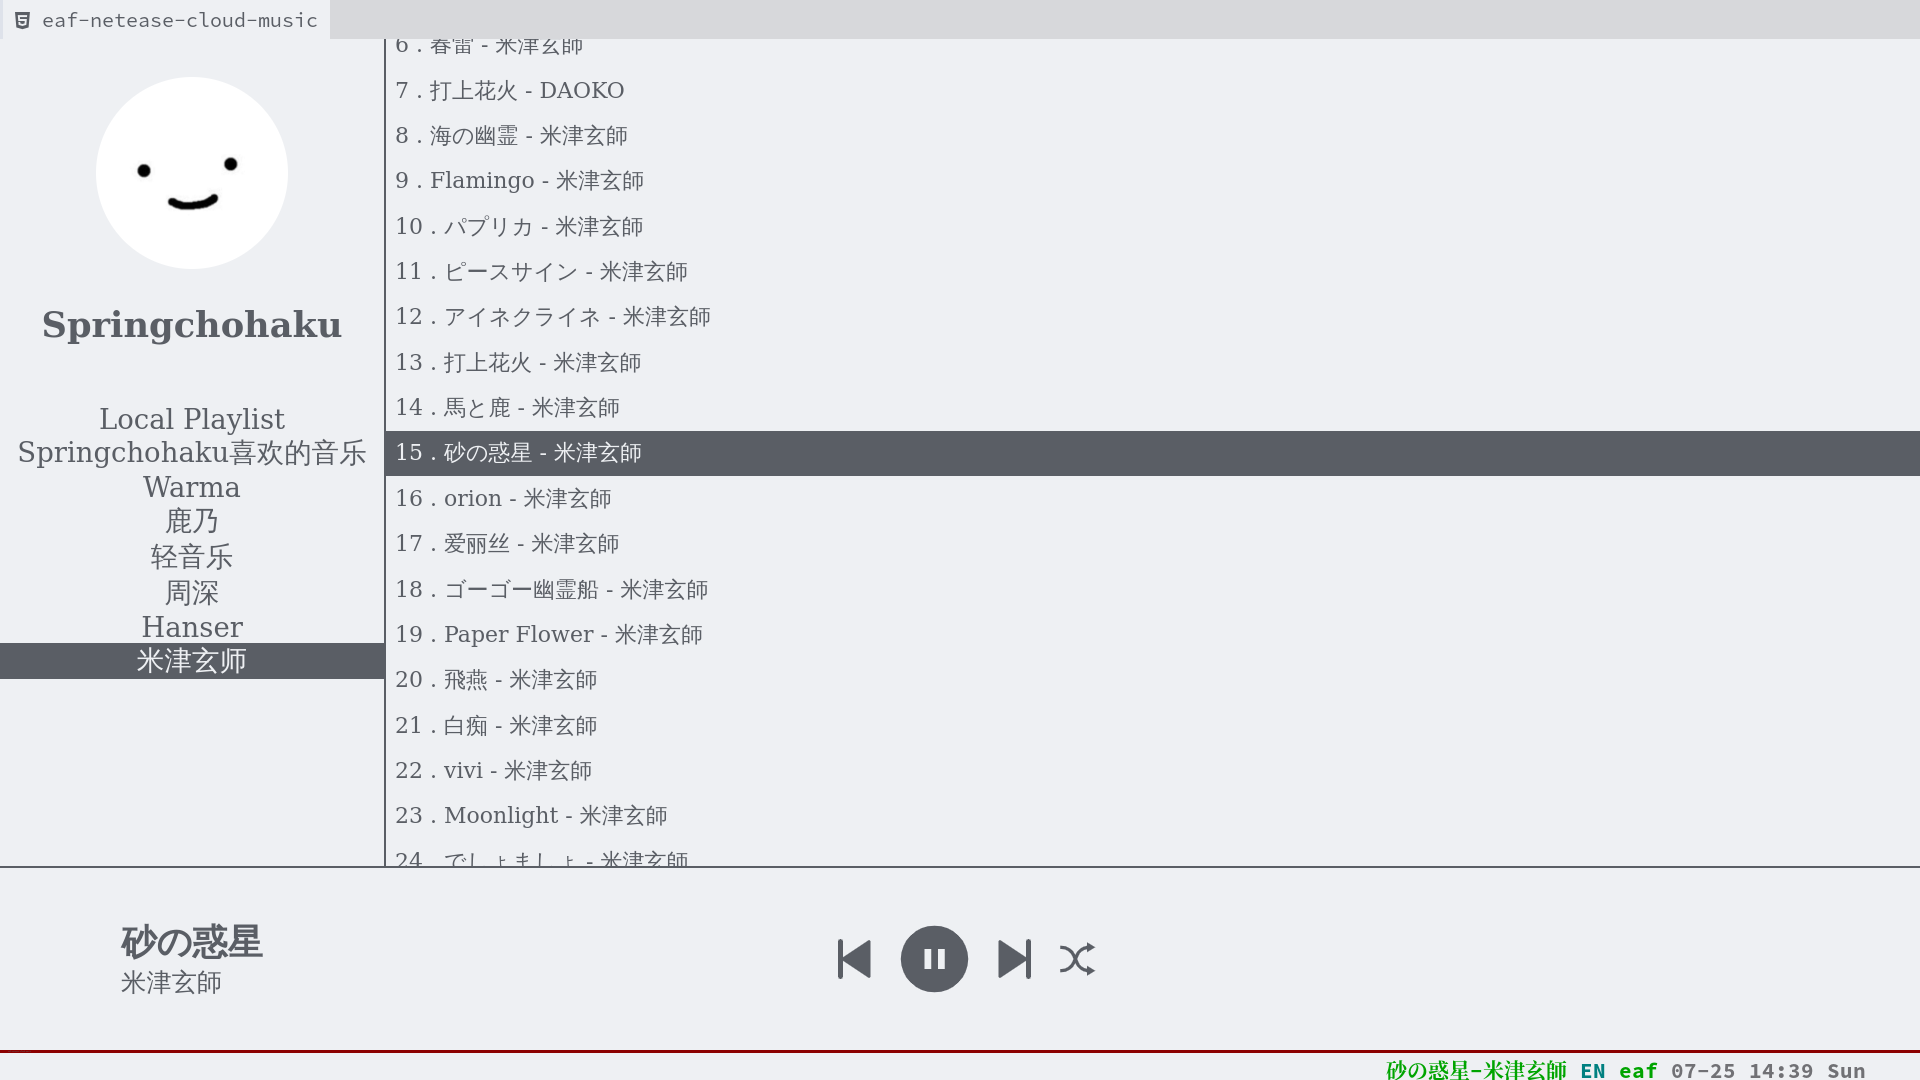 eaf-netease-cloud-music
Springchohaku
Local Playlist
Springchohaku喜欢的音乐
Warma
鹿乃
轻音乐
周深
Hanser
米津玄师
6 . 春雷 - 米津玄師
7 . 打上花火 - DAOKO
8 . 海の幽霊 - 米津玄師
9 . Flamingo - 米津玄師
10 . パプリカ - 米津玄師
11 . ピースサイン - 米津玄師
12 . アイネクライネ - 米津玄師
13 . 打上花火 - 米津玄師
14 . 馬と鹿 - 米津玄師
15 . 砂の惑星 - 米津玄師
16 . orion - 米津玄師
17 . 爱丽丝 - 米津玄師
18 . ゴーゴー幽霊船 - 米津玄師
19 . Paper Flower - 米津玄師
20 . 飛燕 - 米津玄師
21 . 白痴 - 米津玄師
22 . vivi - 米津玄師
23 . Moonlight - 米津玄師
24 . でしょましょ - 米津玄師
砂の惑星
米津玄師
砂の惑星-米津玄師 EN eaf 07-25 14:39 Sun